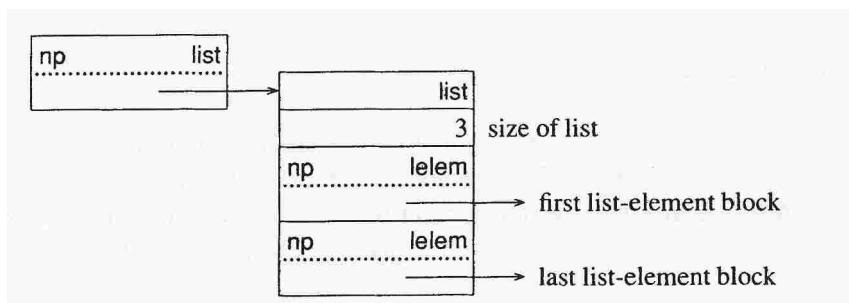 np list
list
3 size of list
np lelem
first list-element block
np lelem
last list-element block